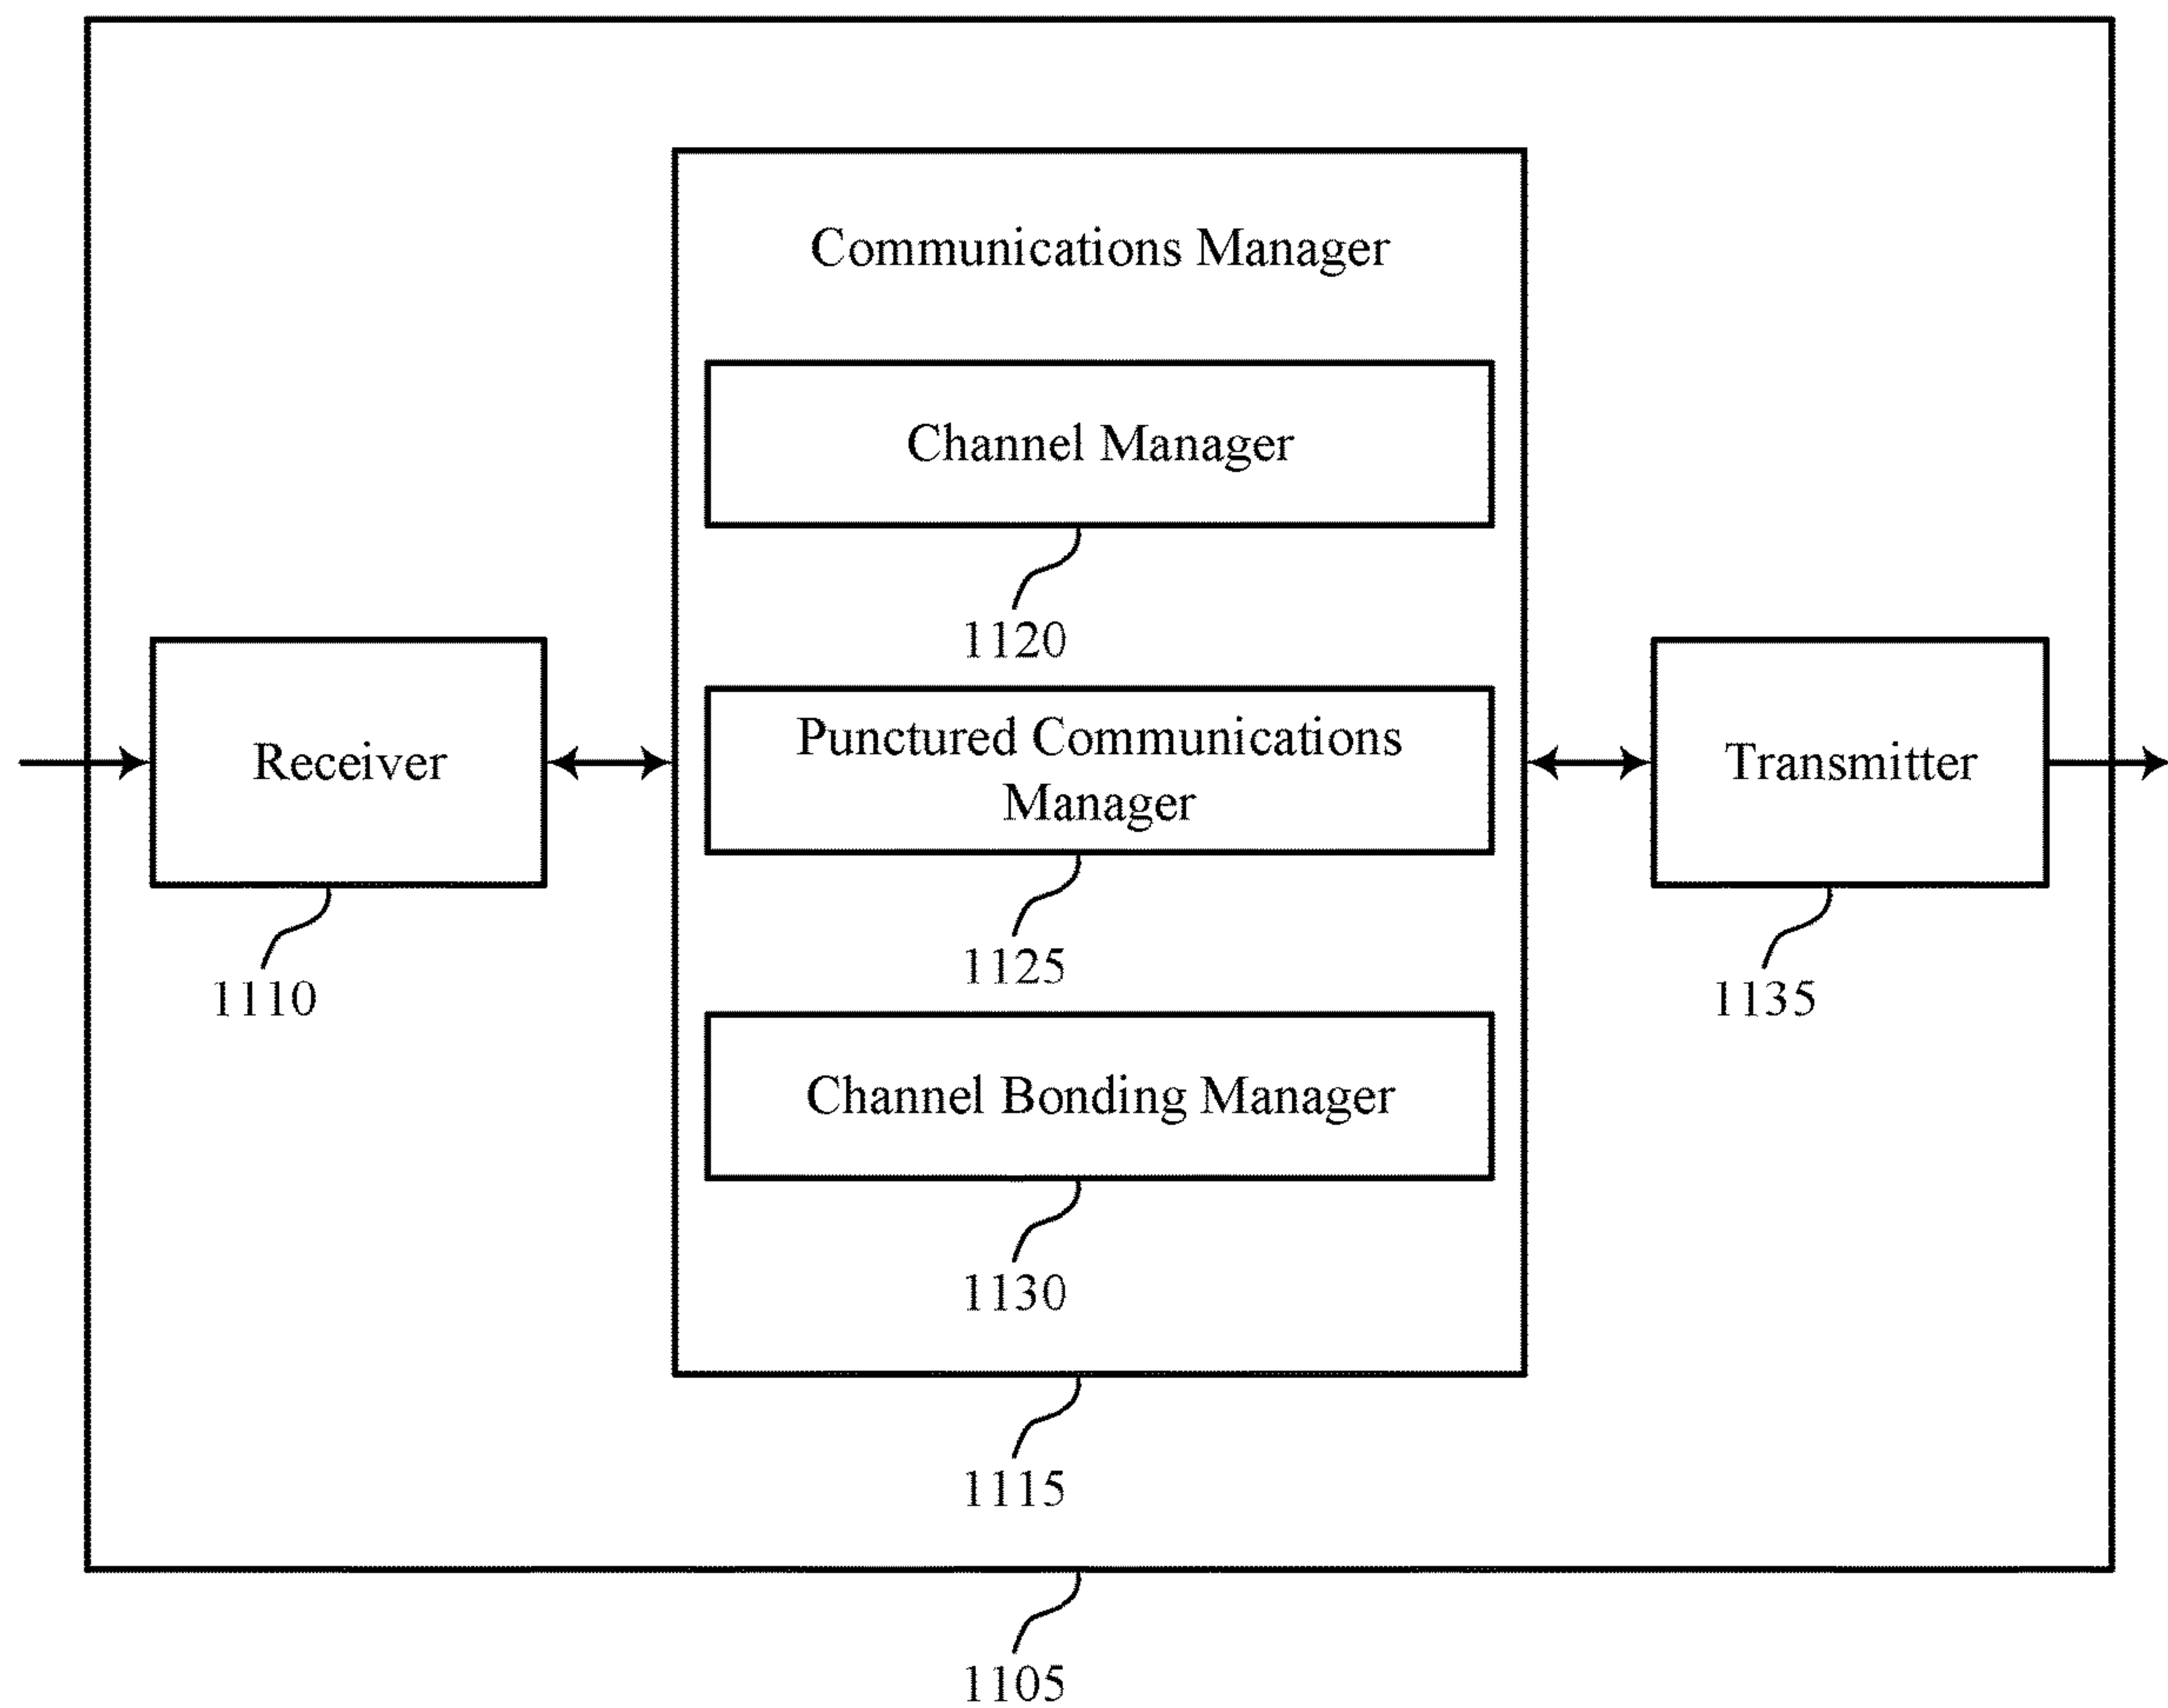 Communications Manager
Channel Manager
1120
Receiver
1110
Punctured Communications
Manager
1125
Transmitter
1135
Channel Bonding Manager
1130
1115
1105